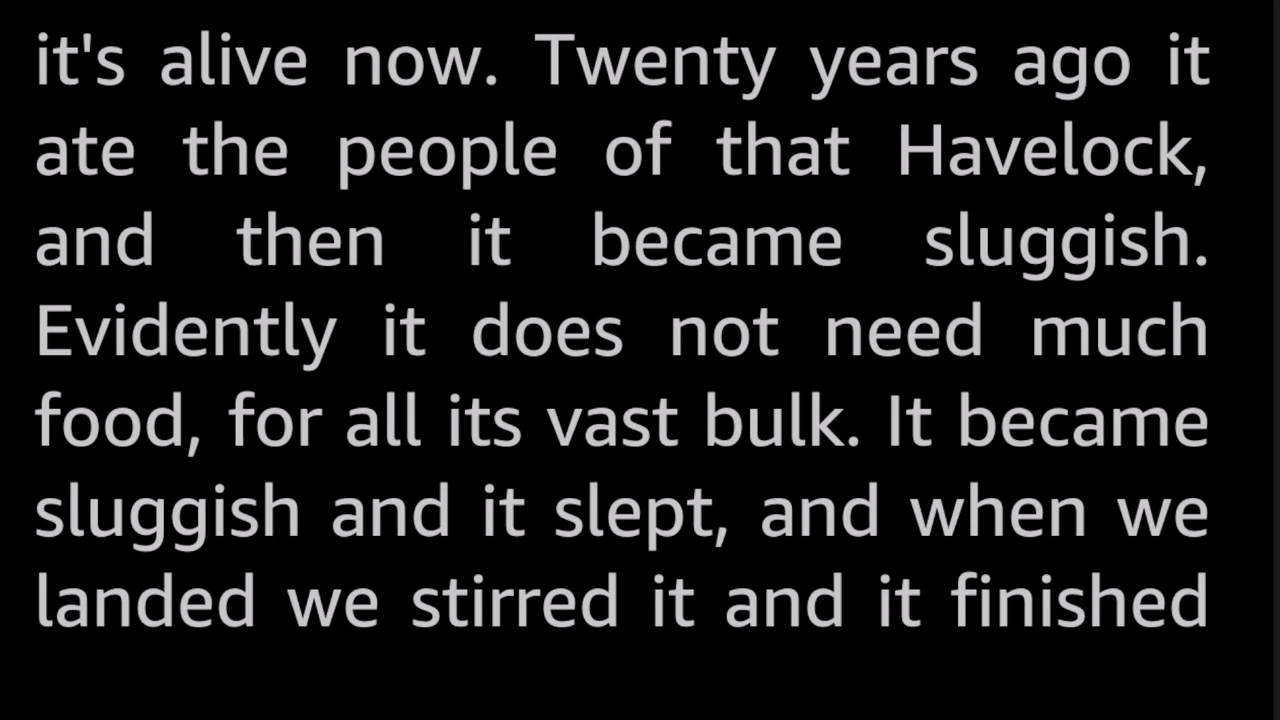 it's alive now. Twenty years ago it
ate the people of that Havelock,
and then it became sluggish.
Evidently it does not need much
food, for all its vast bulk. It became
sluggish and it slept, and when we
landed we stirred it and it finished